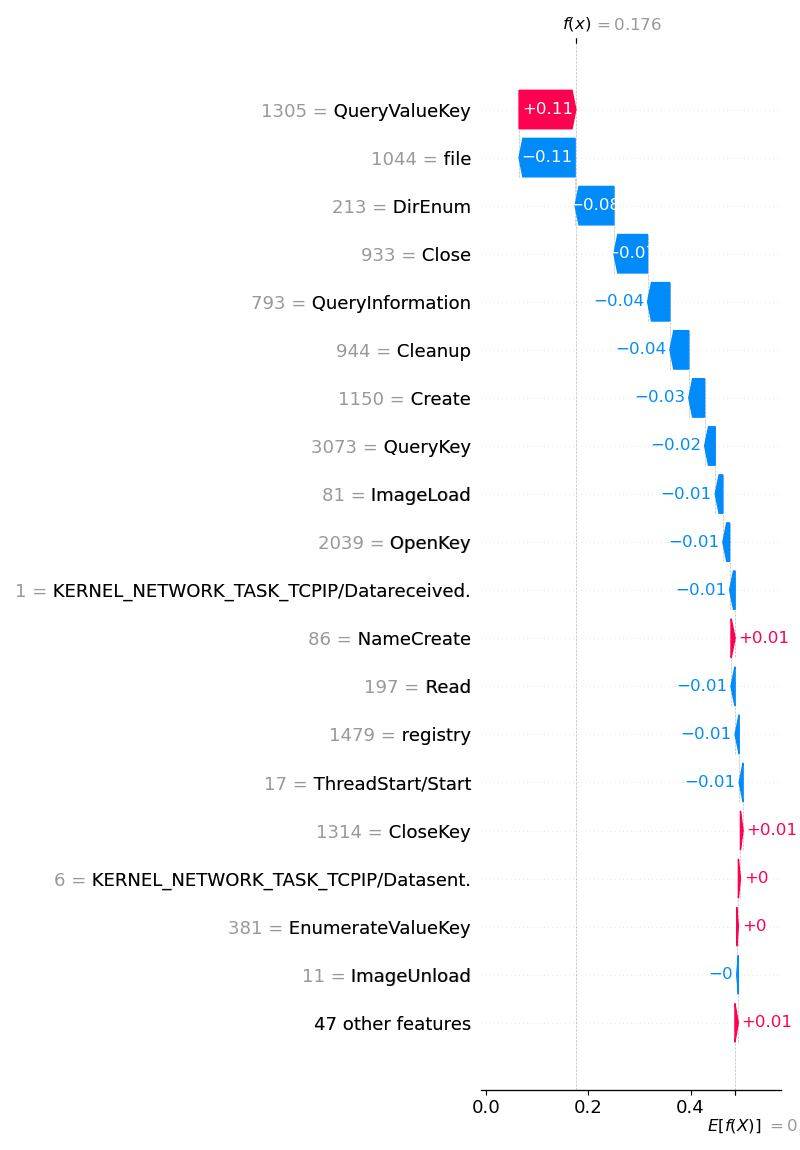 f(x) = 0.176
1305 = QueryValueKey +0.11
1044 = file −0.11
213 = DirEnum −0.08
933 = Close −0.07
793 = QueryInformation −0.04
944 = Cleanup −0.04
1150 = Create −0.03
3073 = QueryKey −0.02
81 = ImageLoad −0.01
2039 = OpenKey −0.01
1 = KERNEL_NETWORK_TASK_TCPIP/Datareceived. −0.01
86 = NameCreate +0.01
197 = Read −0.01
1479 = registry −0.01
17 = ThreadStart/Start −0.01
1314 = CloseKey +0.01
6 = KERNEL_NETWORK_TASK_TCPIP/Datasent. +0
381 = EnumerateValueKey +0
11 = ImageUnload −0
47 other features +0.01
0.0 0.2 0.4
E[f(X)] = 0.